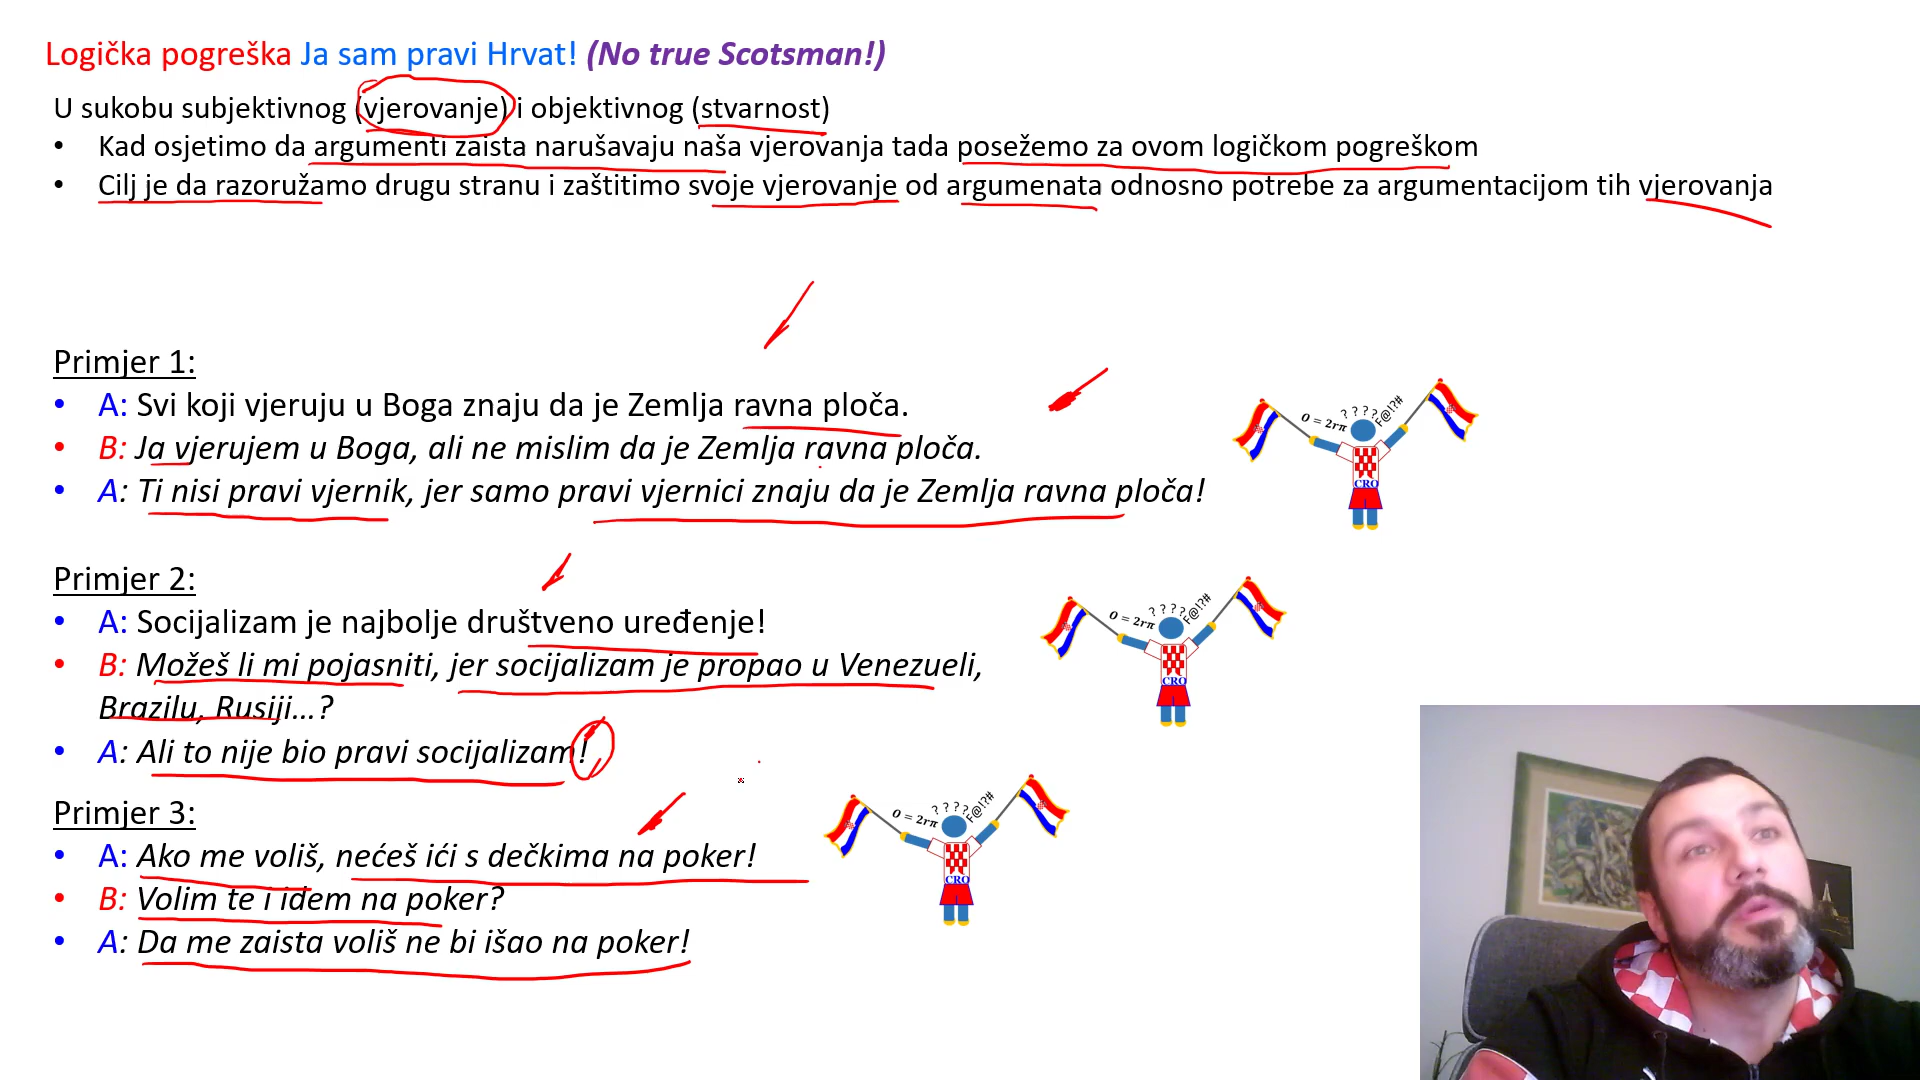 Logička pogreška Ja sam pravi Hrvat! (No true Scotsman!)
U sukobu subjektivnog (vjerovanje) i objektivnog (stvarnost)
• Kad osjetimo da argumenti zaista narušavaju naša vjerovanja tada posežemo za ovom logičkom pogreškom
• Cilj je da razoružamo drugu stranu i zaštitimo svoje vjerovanje od argumenata odnosno potrebe za argumentacijom tih vjerovanja
Primjer 1:
• A: Svi koji vjeruju u Boga znaju da je Zemlja ravna ploča.
• B: Ja vjerujem u Boga, ali ne mislim da je Zemlja ravna ploča.
• A: Ti nisi pravi vjernik, jer samo pravi vjernici znaju da je Zemlja ravna ploča!
O = 2rπ ? ? ? ? F@!?#
CRO
Primjer 2:
• A: Socijalizam je najbolje društveno uređenje!
• B: Možeš li mi pojasniti, jer socijalizam je propao u Venezueli,
Brazilu, Rusiji...?
• A: Ali to nije bio pravi socijalizam!
O = 2rπ ? ? ? ? F@!?#
CRO
Primjer 3:
• A: Ako me voliš, nećeš ići s dečkima na poker!
• B: Volim te i idem na poker?
• A: Da me zaista voliš ne bi išao na poker!
O = 2rπ ? ? ? ? F@!?#
CRO